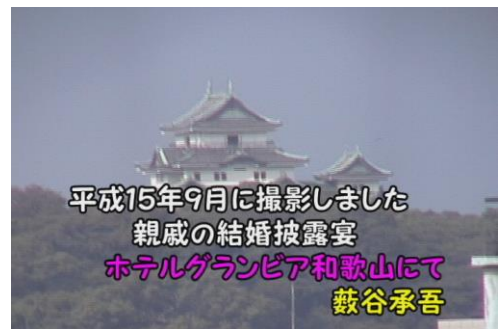 平成15年9月に撮影しました
親戚の結婚披露宴
ホテルグランビア和歌山にて
薮谷承吾